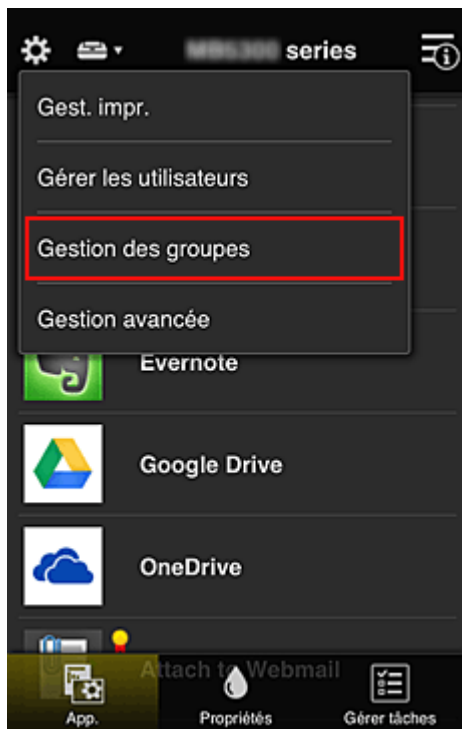 series
Gest. impr.
Gérer les utilisateurs
Gestion des groupes
Gestion avancée
Evernote
Google Drive
OneDrive
Attach to Webmail
App.
Propriétés
Gérer tâches